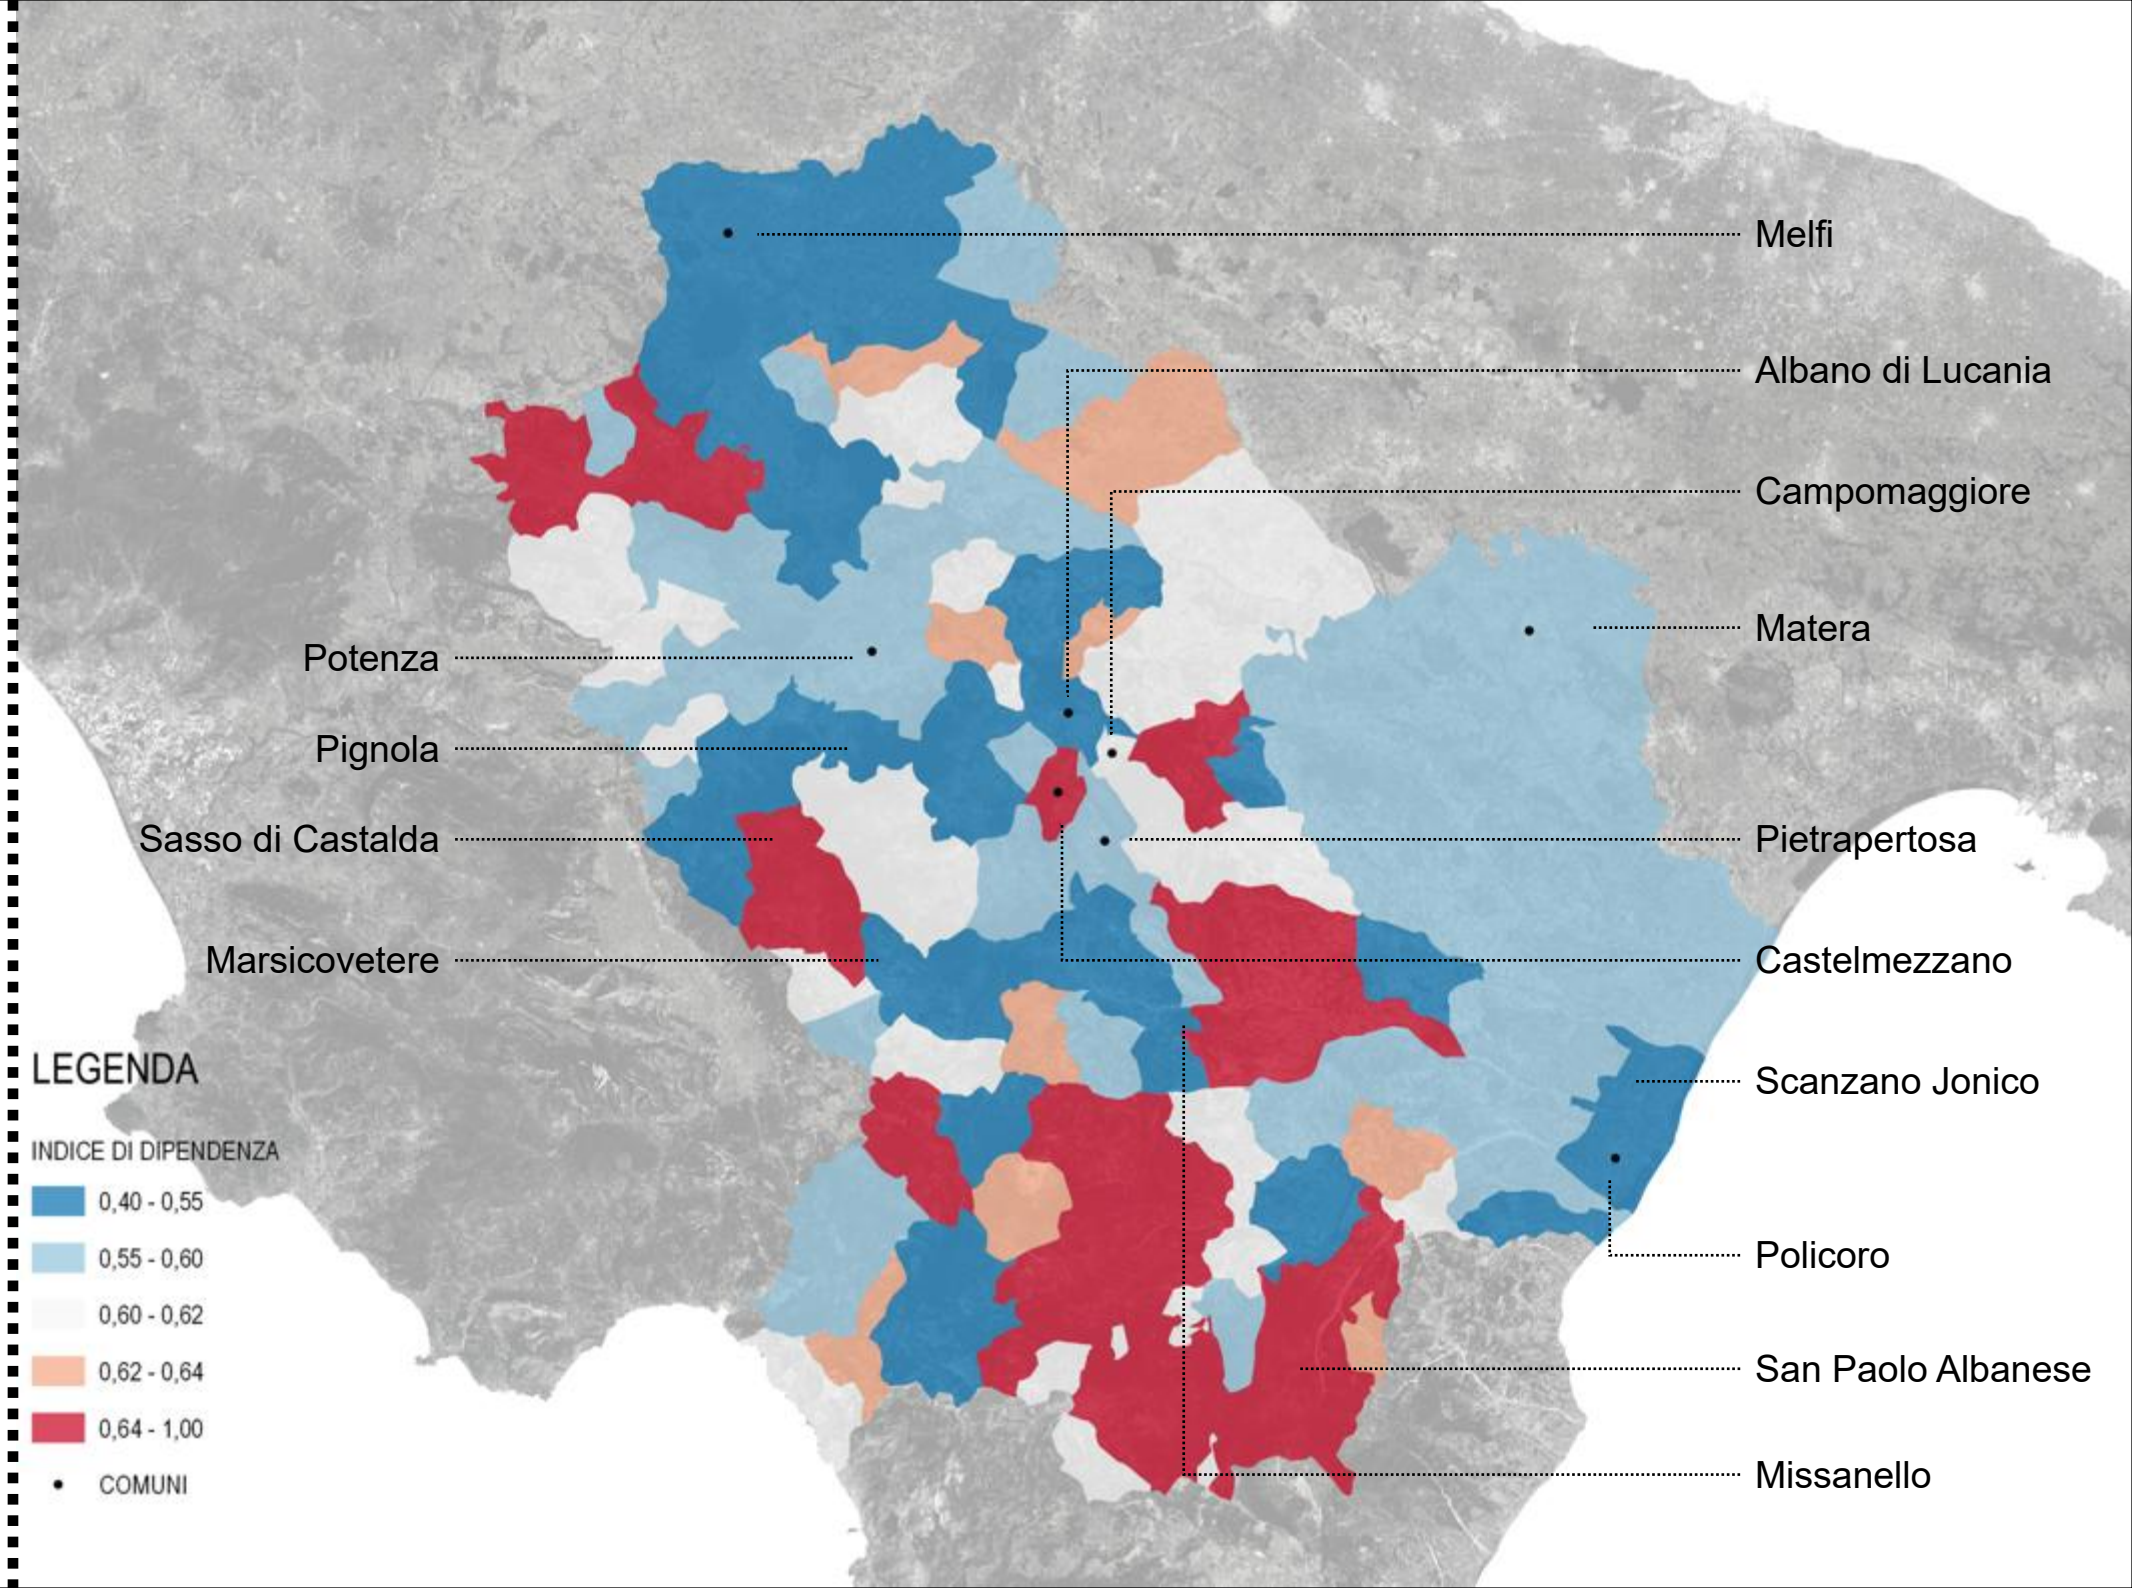 Melfi
Albano di Lucania
Campomaggiore
Matera
Potenza
Pignola
Sasso di Castalda
Pietrapertosa
Marsicovetere
Castelmezzano
Scanzano Jonico
Policoro
San Paolo Albanese
Missanello
LEGENDA
INDICE DI DIPENDENZA
0,40 - 0,55
0,55 - 0,60
0,60 - 0,62
0,62 - 0,64
0,64 - 1,00
COMUNI